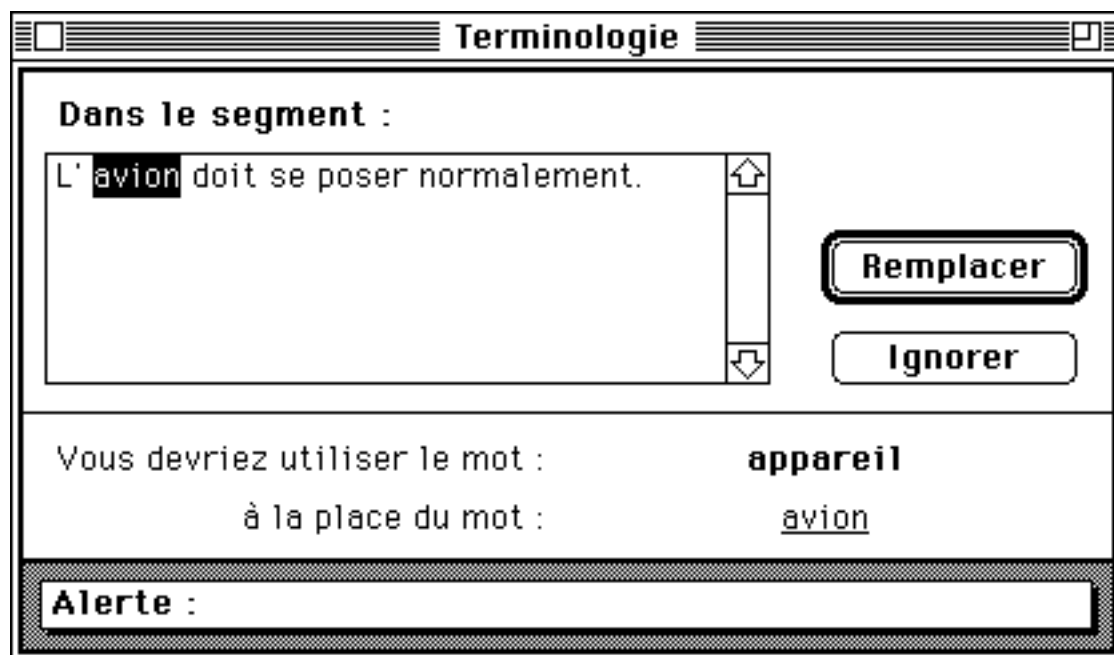 Terminologie
Dans le segment :
L' avion doit se poser normalement.
Remplacer
Ignorer
Vous devriez utiliser le mot : appareil
à la place du mot : avion
Alerte :